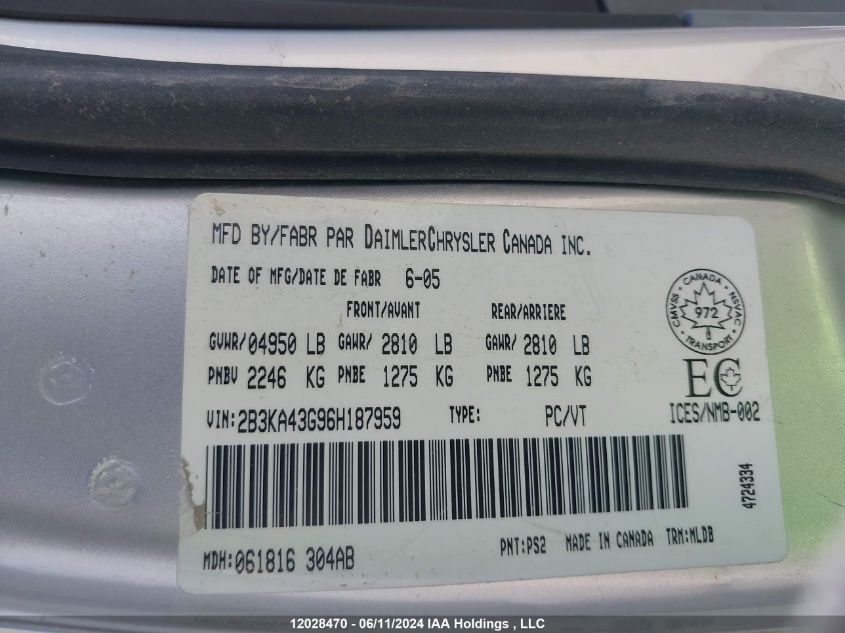 MFD BY/FABR PAR DAIMLERCHRYSLER CANADA INC.
DATE OF MFG/DATE DE FABR 6-05
FRONT/AVANT REAR/ARRIERE
GVWR/04950 LB GAWR/ 2810 LB GAWR/ 2810 LB
PNBV 2246 KG PNBE 1275 KG PNBE 1275 KG
VIN:2B3KA43G96H187959 TYPE: PC/VT
CANADA
CMVSS NSVAC
972
TRANSPORT
EC
ICES/NMB-002
4724334
MDH:061816 304AB PNT:PS2 MADE IN CANADA TRM:MLDB
12028470 - 06/11/2024 IAA Holdings , LLC